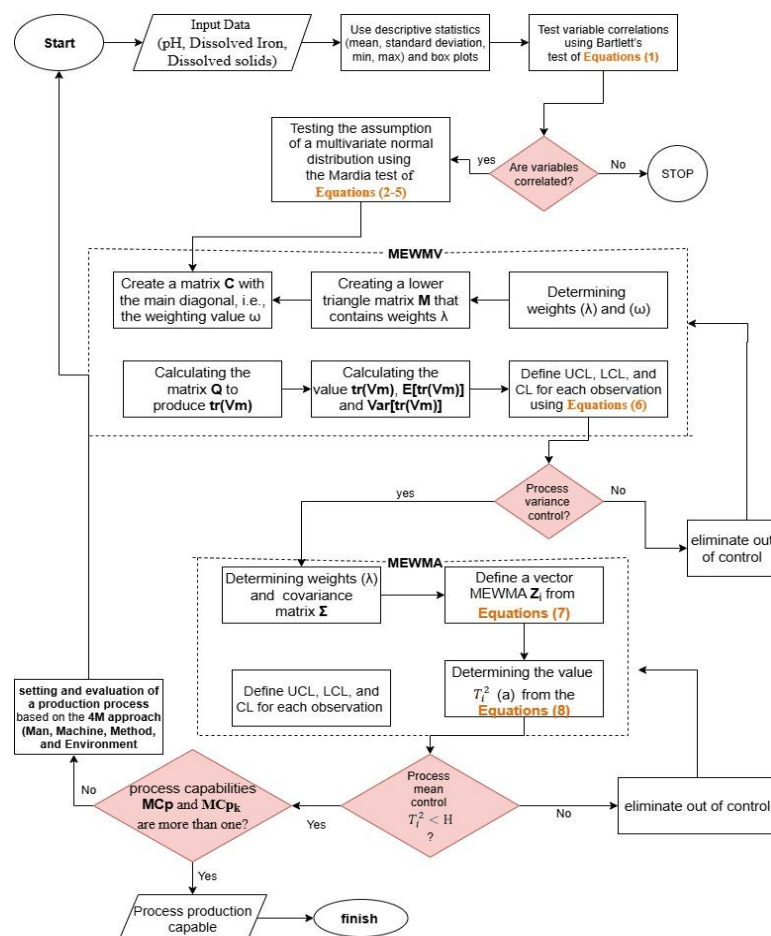 Start
Input Data
(pH, Dissolved Iron,
Dissolved solids)
Use descriptive statistics
(mean, standard deviation,
min, max) and box plots
Test variable correlations
using Bartlett's
test of Equations (1)
Testing the assumption
of a multivariate normal
distribution using
the Mardia test of
Equations (2-5)
yes
Are variables
correlated?
No
STOP
MEWMV
Create a matrix C with
the main diagonal, i.e.,
the weighting value ω
Creating a lower
triangle matrix M that
contains weights λ
Determining
weights (λ) and (ω)
Calculating the
matrix Q to
produce tr(Vm)
Calculating the
value tr(Vm), E[tr(Vm)]
and Var[tr(Vm)]
Define UCL, LCL, and
CL for each observation
using Equations (6)
yes
Process
variance
control?
No
eliminate out
of control
MEWMA
Determining weights (λ)
and covariance
matrix Σ
Define a vector
MEWMA Zᵢ from
Equations (7)
Define UCL, LCL, and
CL for each observation
Determining the value
Tᵢ² (a) from the
Equations (8)
setting and evaluation of
a production process
based on the 4M approach
(Man, Machine, Method,
and Environment
No
process capabilities
MCp and MCpₖ
are more than one?
Yes
Process
mean
control
Tᵢ² < H
?
No
eliminate out of control
Yes
Process production
capable
finish